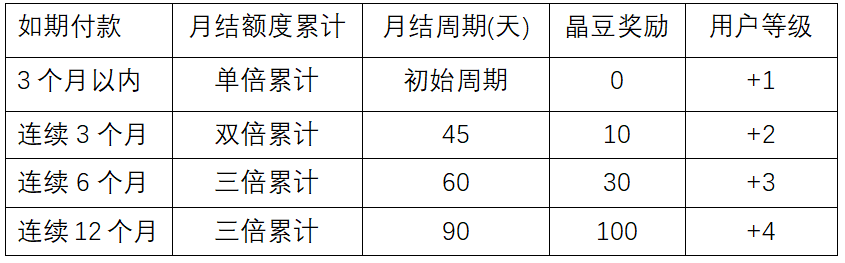 如期付款 月结额度累计 月结周期(天) 晶豆奖励 用户等级
3个月以内 单倍累计 初始周期 0 +1
连续3个月 双倍累计 45 10 +2
连续6个月 三倍累计 60 30 +3
连续12个月 三倍累计 90 100 +4